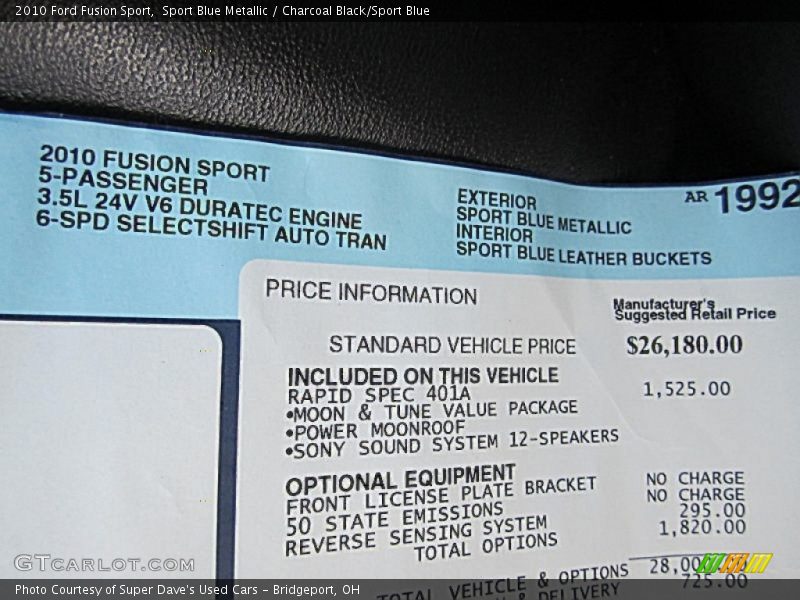 2010 Ford Fusion Sport,  Sport Blue Metallic / Charcoal Black/Sport Blue
2010 FUSION SPORT
5-PASSENGER
3.5L 24V V6 DURATEC ENGINE
6-SPD SELECTSHIFT AUTO TRAN
EXTERIOR
SPORT BLUE METALLIC
INTERIOR
SPORT BLUE LEATHER BUCKETS
AR 1992
PRICE INFORMATION
Manufacturer's
Suggested Retail Price
STANDARD VEHICLE PRICE $26,180.00
INCLUDED ON THIS VEHICLE
RAPID SPEC 401A 1,525.00
•MOON & TUNE VALUE PACKAGE
•POWER MOONROOF
•SONY SOUND SYSTEM 12-SPEAKERS
OPTIONAL EQUIPMENT
FRONT LICENSE PLATE BRACKET NO CHARGE
50 STATE EMISSIONS NO CHARGE
REVERSE SENSING SYSTEM 295.00
TOTAL OPTIONS 1,820.00
TOTAL VEHICLE & OPTIONS 28,00
& DELIVERY 725.00
GTCarLot.com
Photo Courtesy of Super Dave's Used Cars - Bridgeport, OH